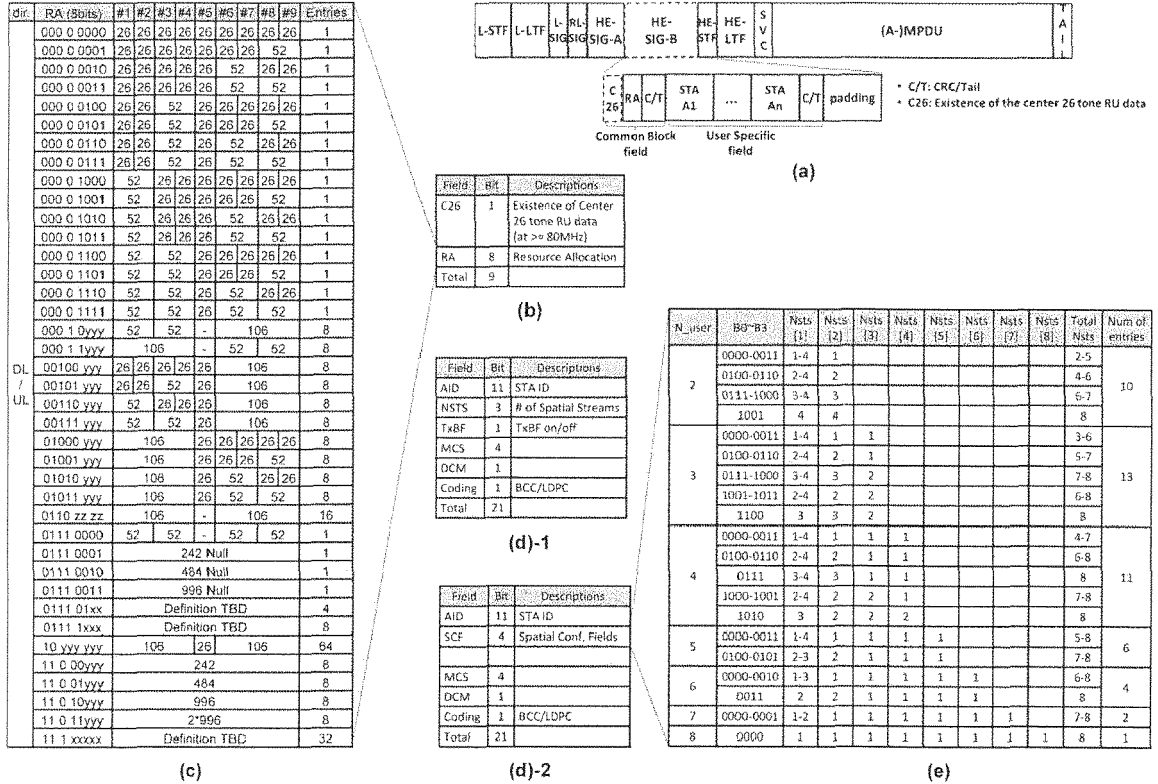 dir. RA (8bits) #1 #2 #3 #4 #5 #6 #7 #8 #9 Entries
DL / UL
000 0 0000 26 26 26 26 26 26 26 26 26 1
000 0 0001 26 26 26 26 26 26 26 52 1
000 0 0010 26 26 26 26 26 52 26 26 1
000 0 0011 26 26 26 26 26 52 52 1
000 0 0100 26 26 52 26 26 26 26 26 1
000 0 0101 26 26 52 26 26 26 52 1
000 0 0110 26 26 52 26 52 26 26 1
000 0 0111 26 26 52 26 52 52 1
000 0 1000 52 26 26 26 26 26 26 26 1
000 0 1001 52 26 26 26 26 26 52 1
000 0 1010 52 26 26 26 52 26 26 1
000 0 1011 52 26 26 26 52 52 1
000 0 1100 52 52 26 26 26 26 26 1
000 0 1101 52 52 26 26 26 52 1
000 0 1110 52 52 26 52 26 26 1
000 0 1111 52 52 26 52 52 1
000 1 0yyy 52 52 - 106 8
000 1 1yyy 106 - 52 52 8
00100 yyy 26 26 26 26 26 106 8
00101 yyy 26 26 52 26 106 8
00110 yyy 52 26 26 26 106 8
00111 yyy 52 52 26 106 8
01000 yyy 106 26 26 26 26 26 8
01001 yyy 106 26 26 26 52 8
01010 yyy 106 26 52 26 26 8
01011 yyy 106 26 52 52 8
0110 zz zz 106 - 106 16
0111 0000 52 52 - 52 52 1
0111 0001 242 Null 1
0111 0010 484 Null 1
0111 0011 996 Null 1
0111 01xx Definition TBD 4
0111 1xxx Definition TBD 8
10 yyy yyy 106 26 106 64
11 0 00yyy 242 8
11 0 01yyy 484 8
11 0 10yyy 996 8
11 0 11yyy 2*996 8
11 1 xxxxx Definition TBD 32
(c)
L-STF L-LTF L-SIG RL-SIG HE-SIG-A HE-SIG-B HE-STF HE-LTF SVC (A-)MPDU TAIL
C26 RA C/T STA A1 ... STA An C/T padding
Common Block field
User Specific field
* C/T: CRC/Tail
* C26: Existence of the center 26 tone RU data
(a)
Field Bit Descriptions
C26 1 Existence of Center
26 tone RU data
(at >= 80MHz)
RA 8 Resource Allocation
Total 9
(b)
Field Bit Descriptions
AID 11 STA ID
NSTS 3 # of Spatial Streams
TxBF 1 TxBF on/off
MCS 4
DCM 1
Coding 1 BCC/LDPC
Total 21
(d)-1
Field Bit Descriptions
AID 11 STA ID
SCF 4 Spatial Conf. Fields
MCS 4
DCM 1
Coding 1 BCC/LDPC
Total 21
(d)-2
N_user B0~B3 Nsts [1] Nsts [2] Nsts [3] Nsts [4] Nsts [5] Nsts [6] Nsts [7] Nsts [8] Total Nsts Num of entries
2 0000-0011 1-4 1 2-5 10
0100-0110 2-4 2 4-6
0111-1000 3-4 3 6-7
1001 4 4 8
3 0000-0011 1-4 1 1 3-6 13
0100-0110 2-4 2 1 5-7
0111-1000 3-4 3 2 7-8
1001-1011 2-4 2 2 6-8
1100 3 3 2 8
4 0000-0011 1-4 1 1 1 4-7 11
0100-0110 2-4 2 1 1 6-8
0111 3-4 3 1 1 8
1000-1001 2-4 2 2 1 7-8
1010 3 2 2 2 8
5 0000-0011 1-4 1 1 1 1 5-8 6
0100-0101 2-3 2 1 1 1 7-8
6 0000-0010 1-3 1 1 1 1 1 6-8 4
0011 2 2 1 1 1 1 8
7 0000-0001 1-2 1 1 1 1 1 1 7-8 2
8 0000 1 1 1 1 1 1 1 1 8 1
(e)